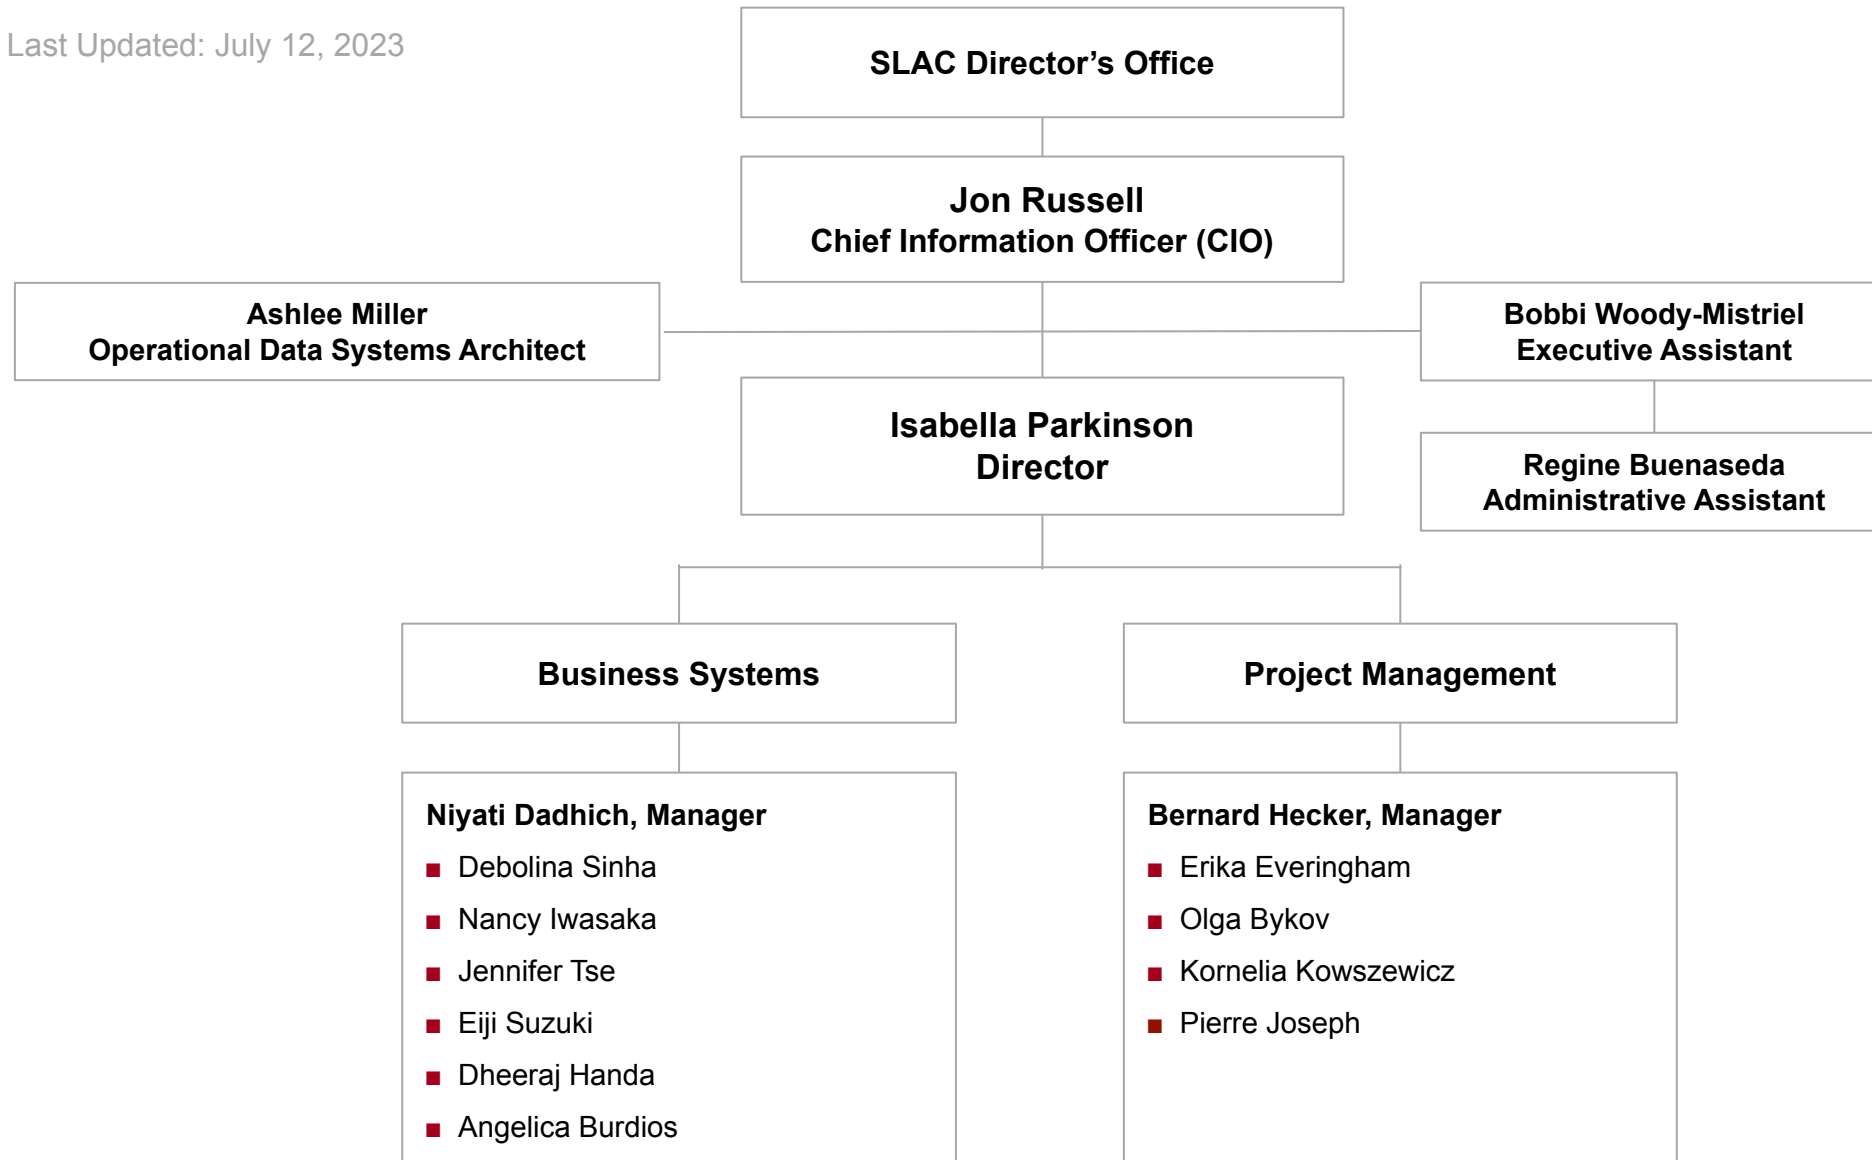 Last Updated: July 12, 2023
SLAC Director’s Office
Jon Russell
Chief Information Officer (CIO)
Ashlee Miller
Operational Data Systems Architect
Bobbi Woody-Mistriel
Executive Assistant
Isabella Parkinson
Director
Regine Buenaseda
Administrative Assistant
Business Systems
Project Management
Niyati Dadhich, Manager
■ Debolina Sinha
■ Nancy Iwasaka
■ Jennifer Tse
■ Eiji Suzuki
■ Dheeraj Handa
■ Angelica Burdios
Bernard Hecker, Manager
■ Erika Everingham
■ Olga Bykov
■ Kornelia Kowszewicz
■ Pierre Joseph